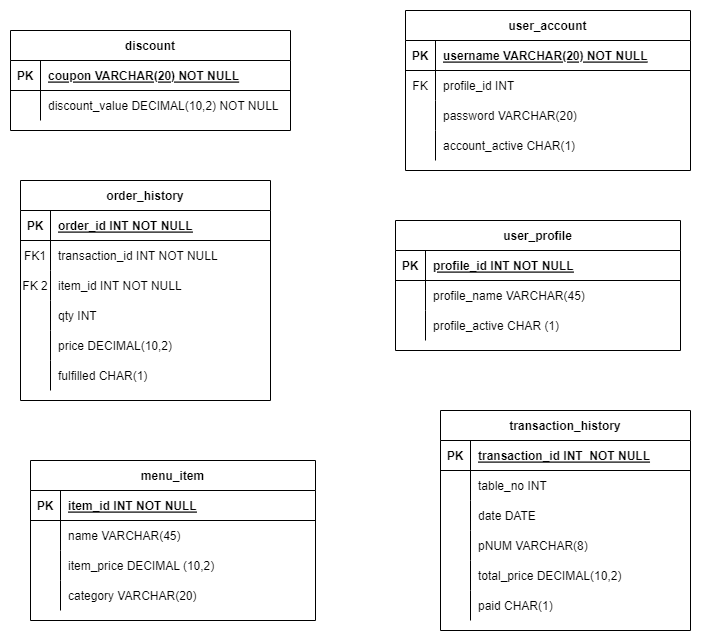 discount
PK coupon VARCHAR(20) NOT NULL
discount_value DECIMAL(10,2) NOT NULL
user_account
PK username VARCHAR(20) NOT NULL
FK profile_id INT
password VARCHAR(20)
account_active CHAR(1)
order_history
PK order_id INT NOT NULL
FK1 transaction_id INT NOT NULL
FK 2 item_id INT NOT NULL
qty INT
price DECIMAL(10,2)
fulfilled CHAR(1)
user_profile
PK profile_id INT NOT NULL
profile_name VARCHAR(45)
profile_active CHAR (1)
menu_item
PK item_id INT NOT NULL
name VARCHAR(45)
item_price DECIMAL (10,2)
category VARCHAR(20)
transaction_history
PK transaction_id INT  NOT NULL
table_no INT
date DATE
pNUM VARCHAR(8)
total_price DECIMAL(10,2)
paid CHAR(1)